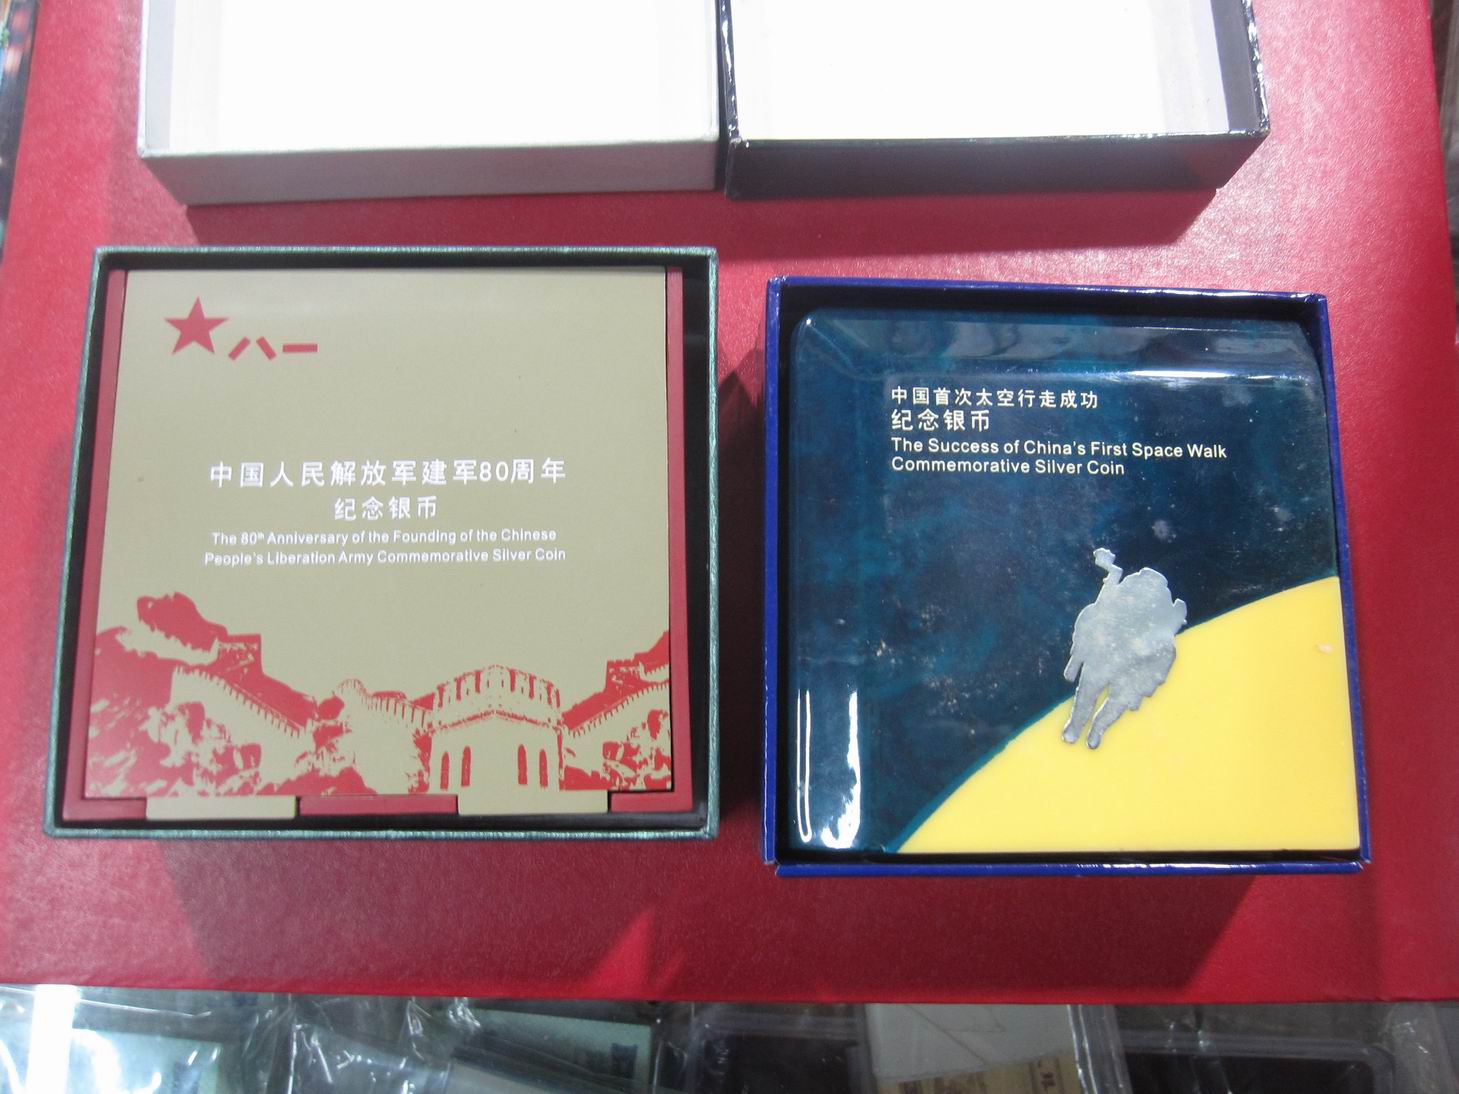 八一
中国人民解放军建军80周年
纪念银币
The 80th Anniversary of the Founding of the Chinese
People's Liberation Army Commemorative Silver Coin
中国首次太空行走成功
纪念银币
The Success of China's First Space Walk
Commemorative Silver Coin